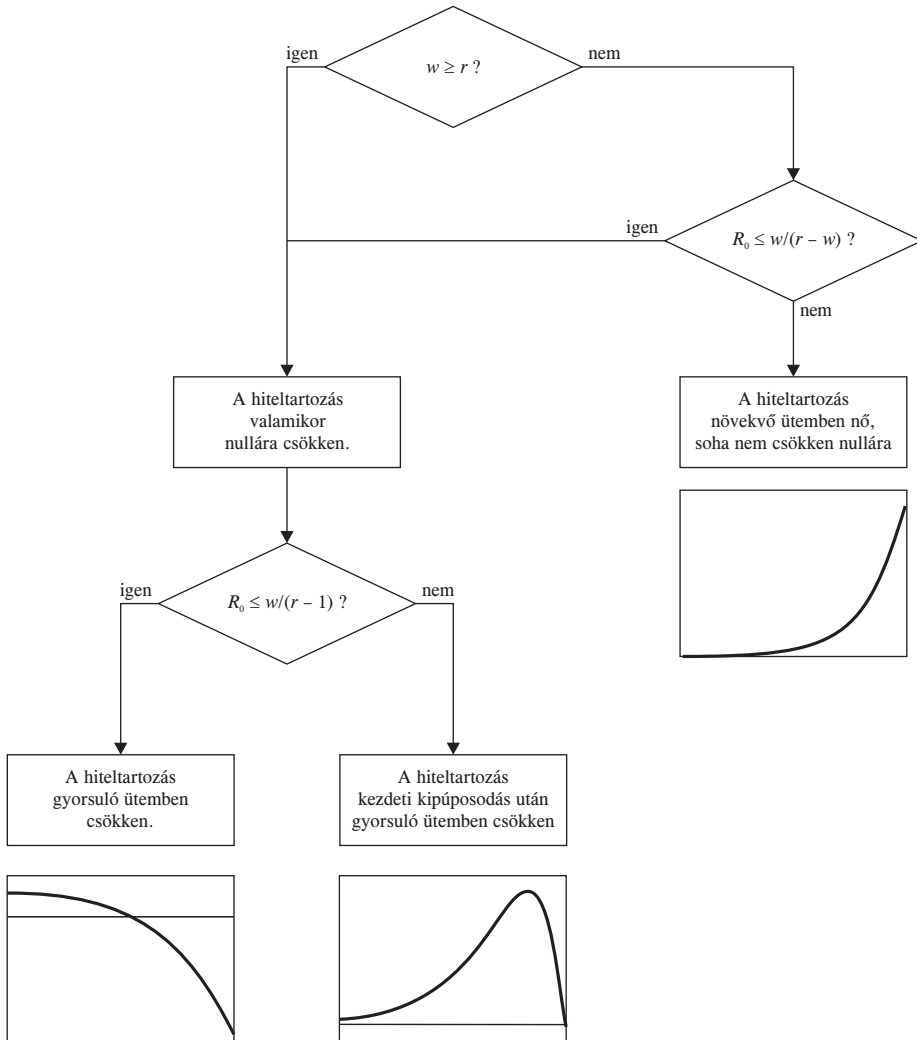 igen
w ≥ r ?
nem
igen
R₀ ≤ w/(r – w) ?
nem
A hiteltartozás
valamikor
nullára csökken.
A hiteltartozás
növekvő ütemben nő,
soha nem csökken nullára
igen
R₀ ≤ w/(r – 1) ?
nem
A hiteltartozás
gyorsuló ütemben
csökken.
A hiteltartozás
kezdeti kipúposodás után
gyorsuló ütemben csökken